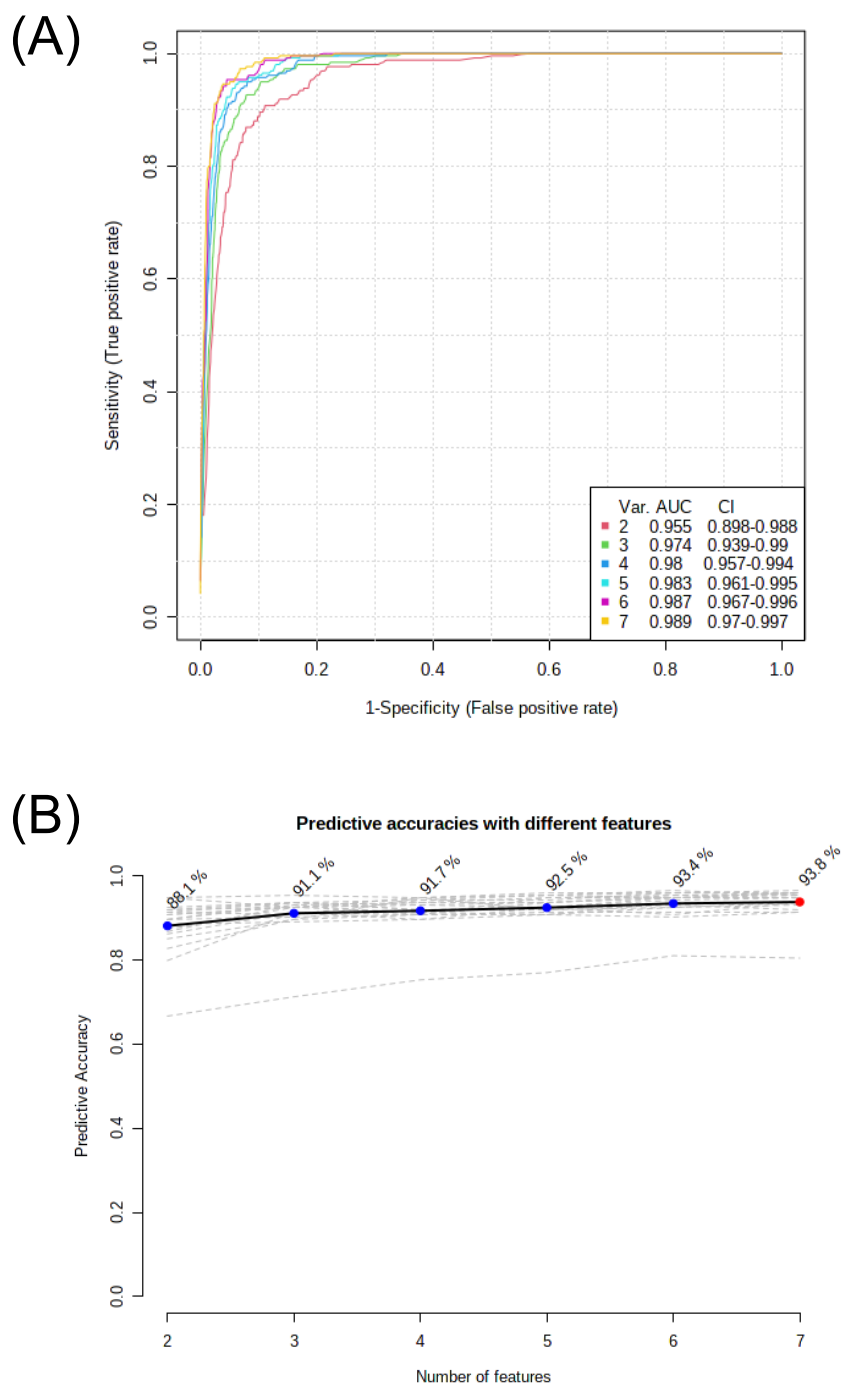 (A)
1.0
0.8
0.6
0.4
0.2
0.0
Sensitivity (True positive rate)
Var. AUC CI
2 0.955 0.898-0.988
3 0.974 0.939-0.99
4 0.98 0.957-0.994
5 0.983 0.961-0.995
6 0.987 0.967-0.996
7 0.989 0.97-0.997
0.0 0.2 0.4 0.6 0.8 1.0
1-Specificity (False positive rate)
(B)
Predictive accuracies with different features
88.1 % 91.1 % 91.7 % 92.5 % 93.4 % 93.8 %
1.0
0.8
0.6
0.4
0.2
0.0
Predictive Accuracy
2 3 4 5 6 7
Number of features